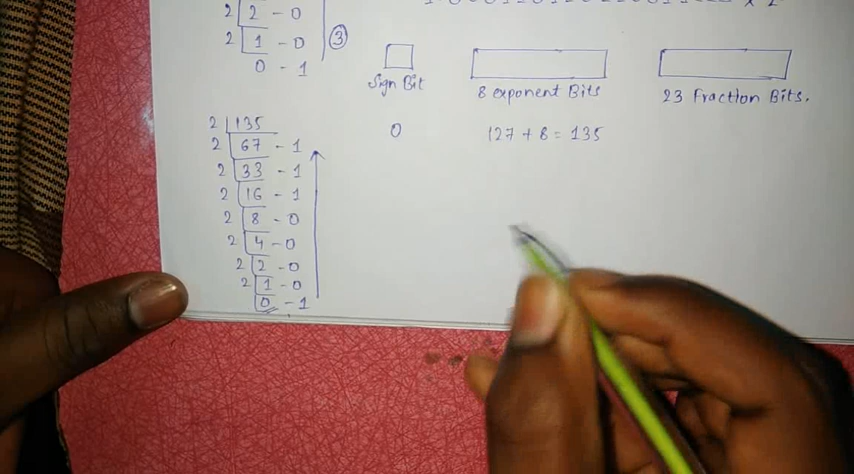 2 2 - 0
2 1 - 0
0 - 1
3
Sign Bit
8 exponent Bits
23 Fraction Bits.
0
127 + 8 = 135
2 135
2 67 - 1
2 33 - 1
2 16 - 1
2 8 - 0
2 4 - 0
2 2 - 0
2 1 - 0
0 - 1